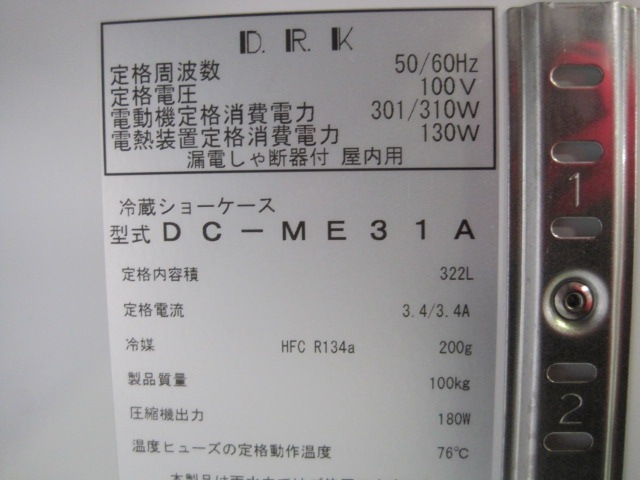 D.R.K
定格周波数 50/60Hz
定格電圧 100V
電動機定格消費電力 301/310W
電熱装置定格消費電力 130W
漏電しゃ断器付 屋内用
冷蔵ショーケース
型式 DC-ME31A
定格内容積 322L
定格電流 3.4/3.4A
冷媒 HFC R134a 200g
製品質量 100kg
圧縮機出力 180W
温度ヒューズの定格動作温度 76℃
1
2